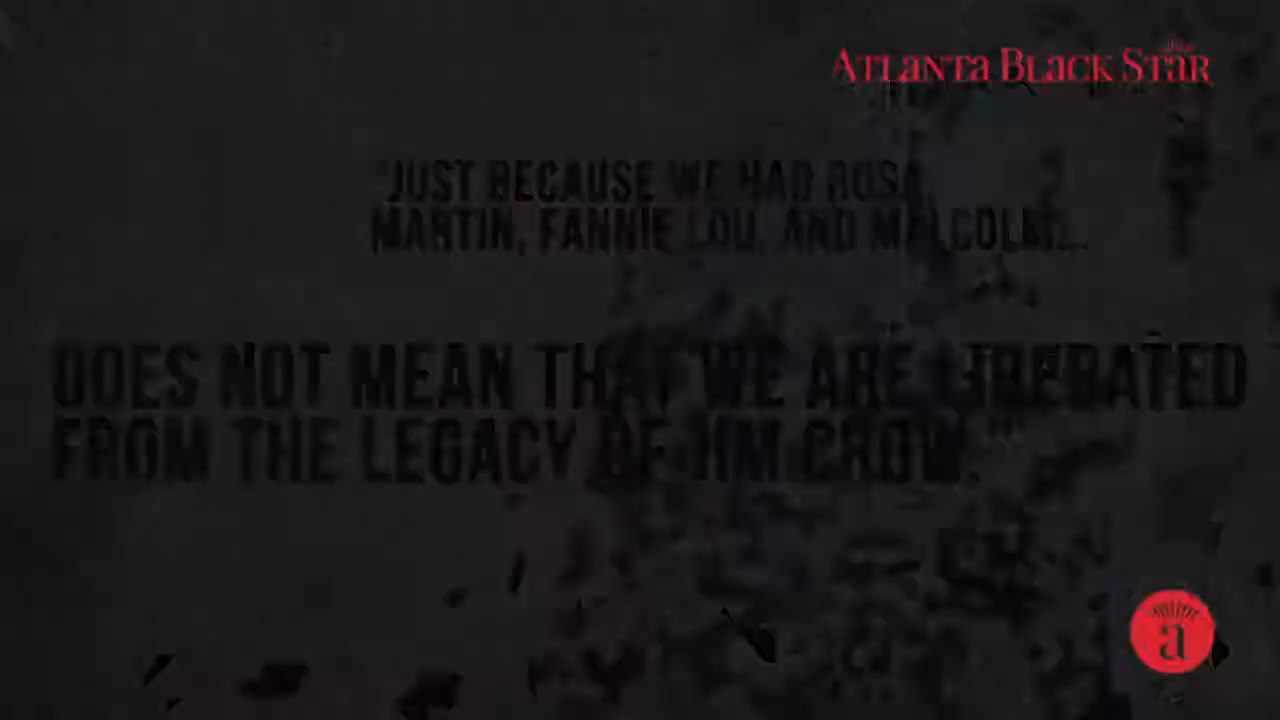 ATLANTA BLACK STAR
"JUST BECAUSE WE HAD ROSA,
MARTIN, FANNIE LOU, AND MALCOLM...
DOES NOT MEAN THAT WE ARE LIBERATED
FROM THE LEGACY OF JIM CROW."
a